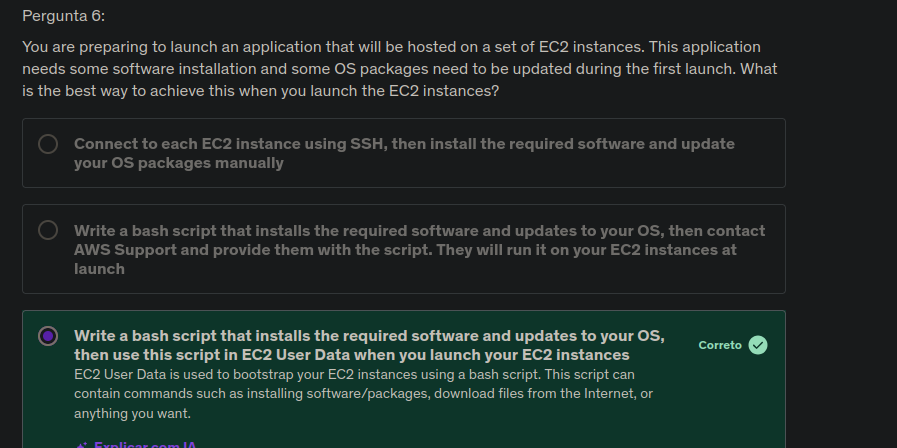 Pergunta 6:
You are preparing to launch an application that will be hosted on a set of EC2 instances. This application
needs some software installation and some OS packages need to be updated during the first launch. What
is the best way to achieve this when you launch the EC2 instances?
Connect to each EC2 instance using SSH, then install the required software and update
your OS packages manually
Write a bash script that installs the required software and updates to your OS, then contact
AWS Support and provide them with the script. They will run it on your EC2 instances at
launch
Write a bash script that installs the required software and updates to your OS,
then use this script in EC2 User Data when you launch your EC2 instances
Correto
EC2 User Data is used to bootstrap your EC2 instances using a bash script. This script can
contain commands such as installing software/packages, download files from the Internet, or
anything you want.
Explicar com IA